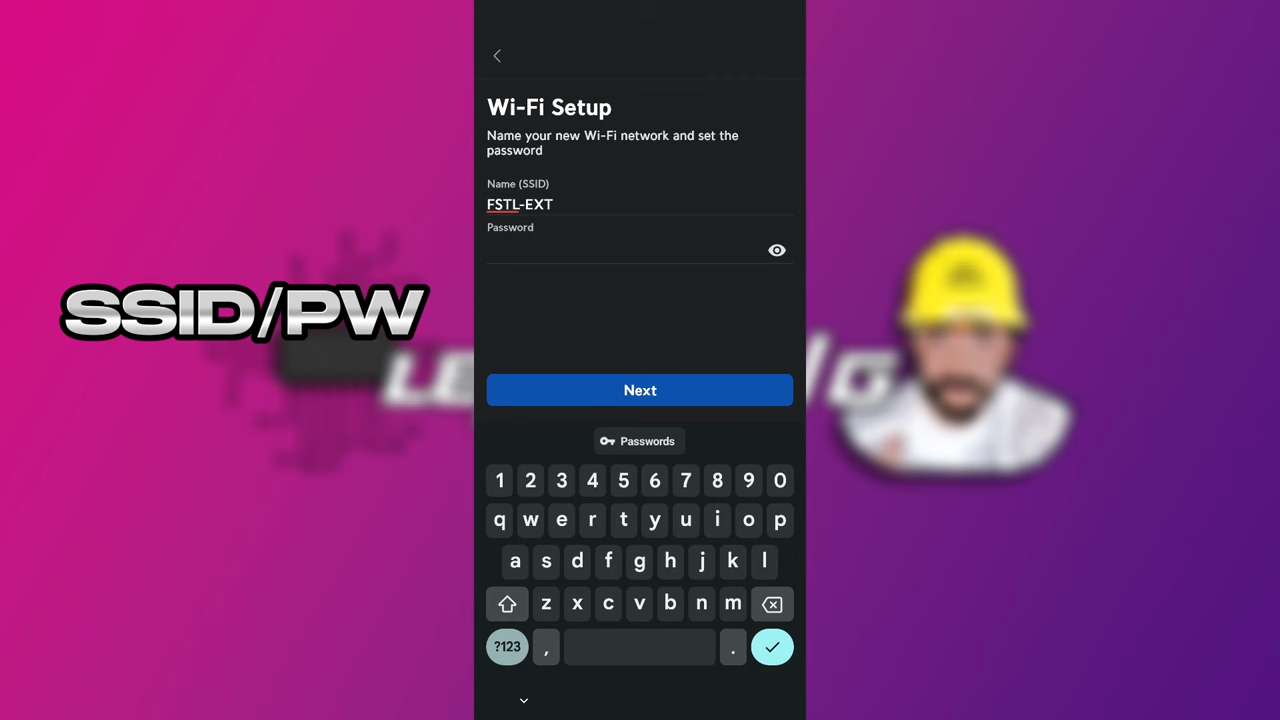 Wi-Fi Setup
Name your new Wi-Fi network and set the
password
Name (SSID)
FSTL-EXT
Password
SSID/PW
Next
Passwords
1 2 3 4 5 6 7 8 9 0
q w e r t y u i o p
a s d f g h j k l
z x c v b n m
?123 , .